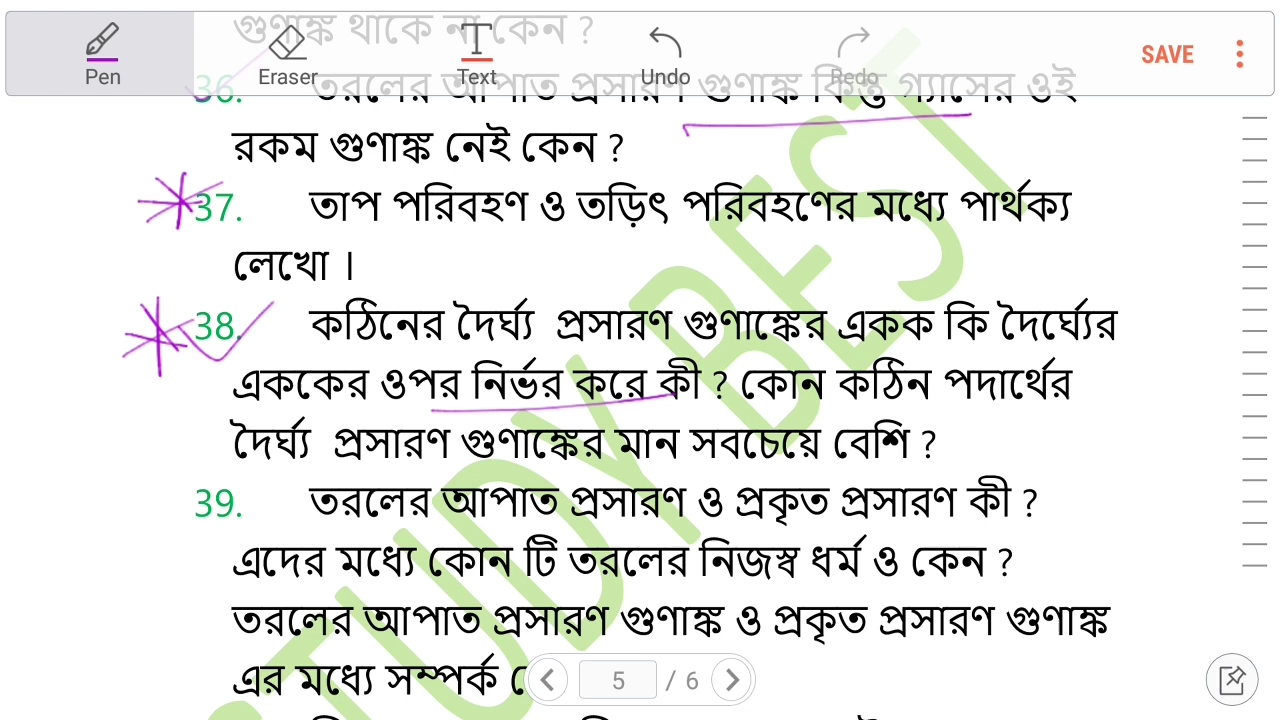 গুণাঙ্ক থাকে না কেন ?
Pen
Eraser
Text
Undo
Redo
SAVE
36. তরলের আপাত প্রসারণ গুণাঙ্ক কিন্তু গ্যাসের ওই
রকম গুণাঙ্ক নেই কেন ?
37. তাপ পরিবহণ ও তড়িৎ পরিবহণের মধ্যে পার্থক্য
লেখো ।
38. কঠিনের দৈর্ঘ্য প্রসারণ গুণাঙ্কের একক কি দৈর্ঘ্যের
এককের ওপর নির্ভর করে কী ? কোন কঠিন পদার্থের
দৈর্ঘ্য প্রসারণ গুণাঙ্কের মান সবচেয়ে বেশি ?
39. তরলের আপাত প্রসারণ ও প্রকৃত প্রসারণ কী ?
এদের মধ্যে কোন টি তরলের নিজস্ব ধর্ম ও কেন ?
তরলের আপাত প্রসারণ গুণাঙ্ক ও প্রকৃত প্রসারণ গুণাঙ্ক
এর মধ্যে সম্পর্ক
5 / 6
STUDY BEST